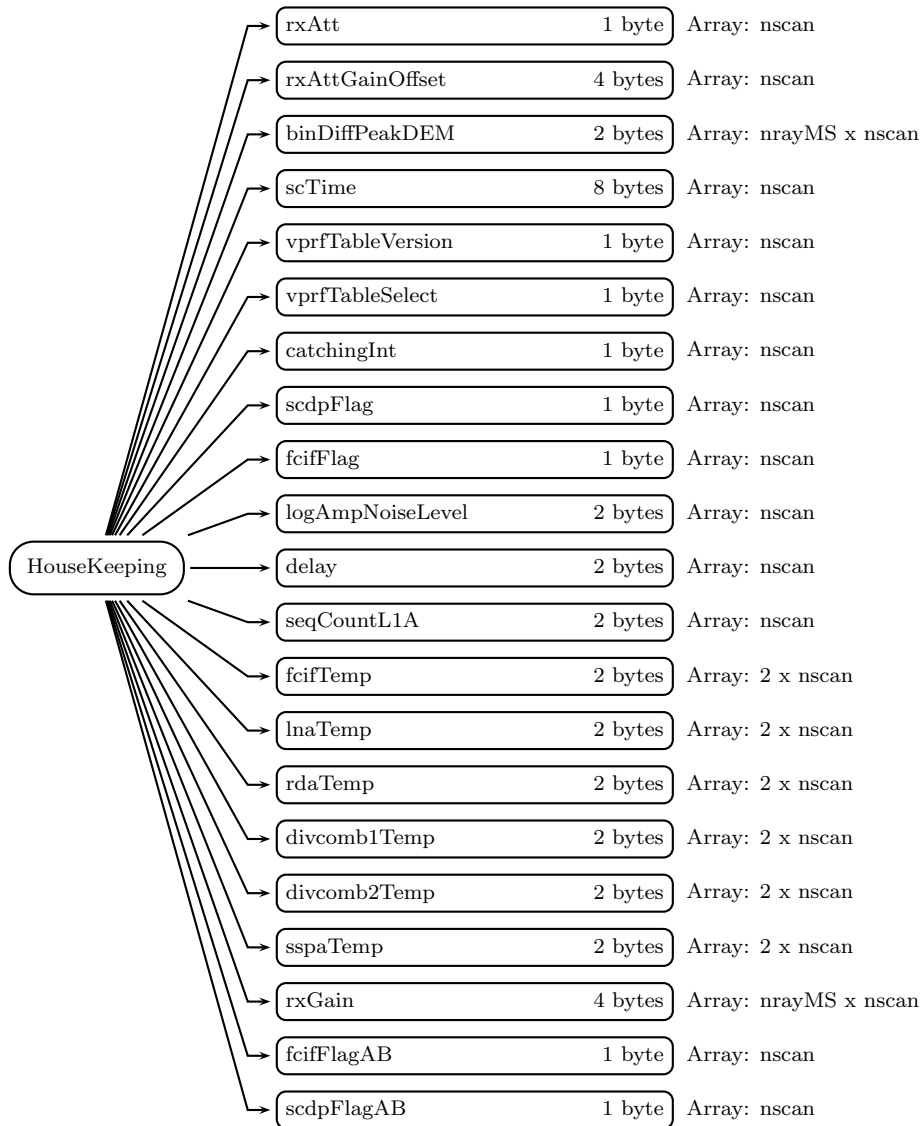 rxAtt 1 byte Array: nscan
rxAttGainOffset 4 bytes Array: nscan
binDiffPeakDEM 2 bytes Array: nrayMS x nscan
scTime 8 bytes Array: nscan
vprfTableVersion 1 byte Array: nscan
vprfTableSelect 1 byte Array: nscan
catchingInt 1 byte Array: nscan
scdpFlag 1 byte Array: nscan
fcifFlag 1 byte Array: nscan
logAmpNoiseLevel 2 bytes Array: nscan
HouseKeeping delay 2 bytes Array: nscan
seqCountL1A 2 bytes Array: nscan
fcifTemp 2 bytes Array: 2 x nscan
lnaTemp 2 bytes Array: 2 x nscan
rdaTemp 2 bytes Array: 2 x nscan
divcomb1Temp 2 bytes Array: 2 x nscan
divcomb2Temp 2 bytes Array: 2 x nscan
sspaTemp 2 bytes Array: 2 x nscan
rxGain 4 bytes Array: nrayMS x nscan
fcifFlagAB 1 byte Array: nscan
scdpFlagAB 1 byte Array: nscan